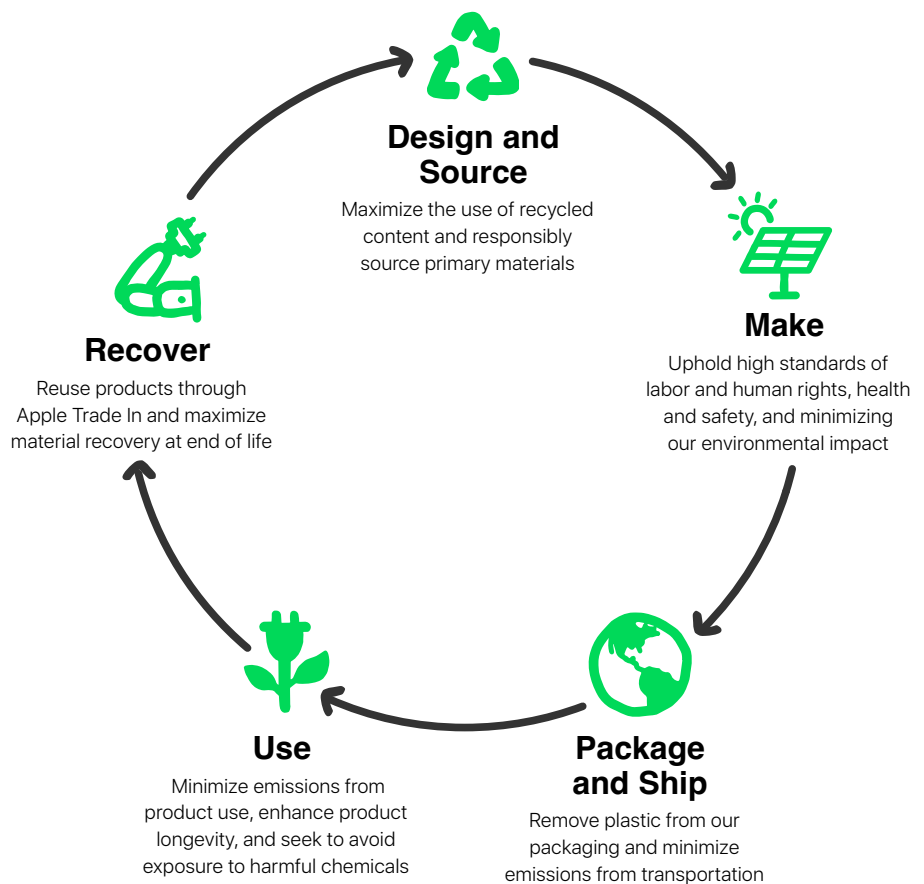 Design and
Source
Maximize the use of recycled
content and responsibly
source primary materials
Make
Uphold high standards of
labor and human rights, health
and safety, and minimizing
our environmental impact
Package
and Ship
Remove plastic from our
packaging and minimize
emissions from transportation
Use
Minimize emissions from
product use, enhance product
longevity, and seek to avoid
exposure to harmful chemicals
Recover
Reuse products through
Apple Trade In and maximize
material recovery at end of life